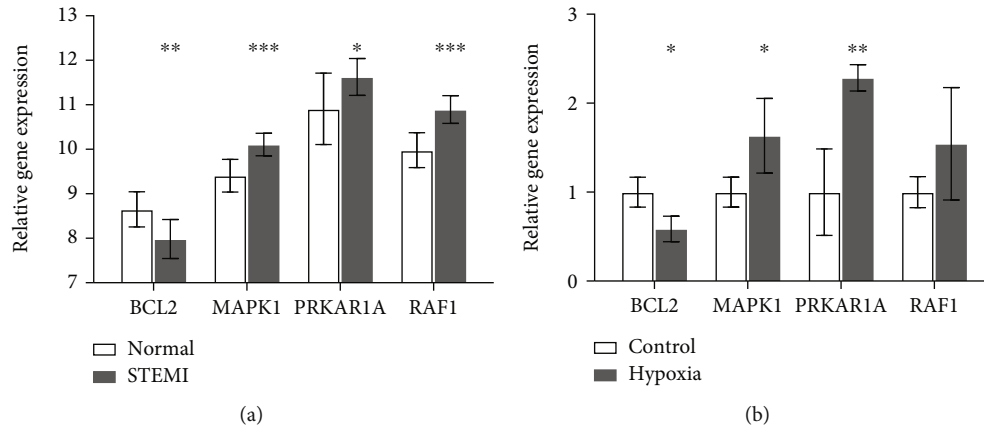 13
12
11
10
9
8
7
Relative gene expression
** *** * ***
BCL2 MAPK1 PRKAR1A RAF1
Normal
STEMI
(a)
3
2
1
0
Relative gene expression
* * **
BCL2 MAPK1 PRKAR1A RAF1
Control
Hypoxia
(b)